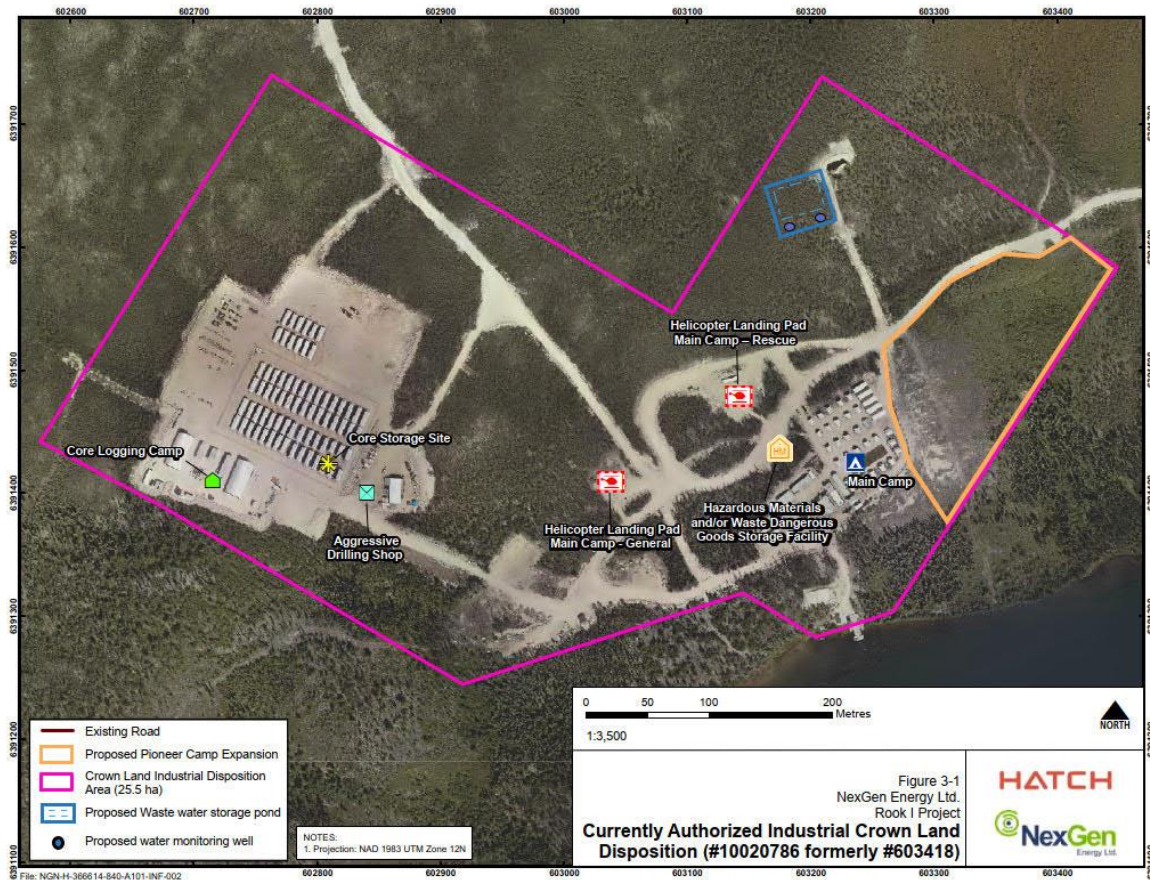 602600 602700 602800 602900 603000 603100 603200 603300 603400
6391700
6391700
6391600
6391600
6391500
6391500
6391400
6391400
6391300
6391300
6391200
6391200
6391100
Helicopter Landing Pad
Main Camp – Rescue
Core Storage Site
Core Logging Camp
Aggressive
Drilling Shop
Helicopter Landing Pad
Main Camp - General
HM
Hazardous Materials
and/or Waste Dangerous
Goods Storage Facility
Main Camp
Existing Road
Proposed Pioneer Camp Expansion
Crown Land Industrial Disposition
Area (25.5 ha)
Proposed Waste water storage pond
Proposed water monitoring well
NOTES:
1. Projection: NAD 1983 UTM Zone 12N
0 50 100 200
Metres
1:3,500
NORTH
Figure 3-1
NexGen Energy Ltd.
Rook I Project
Currently Authorized Industrial Crown Land
Disposition (#10020786 formerly #603418)
HATCH
NexGen
Energy Ltd.
File: NGN-H-366614-840-A101-INF-002